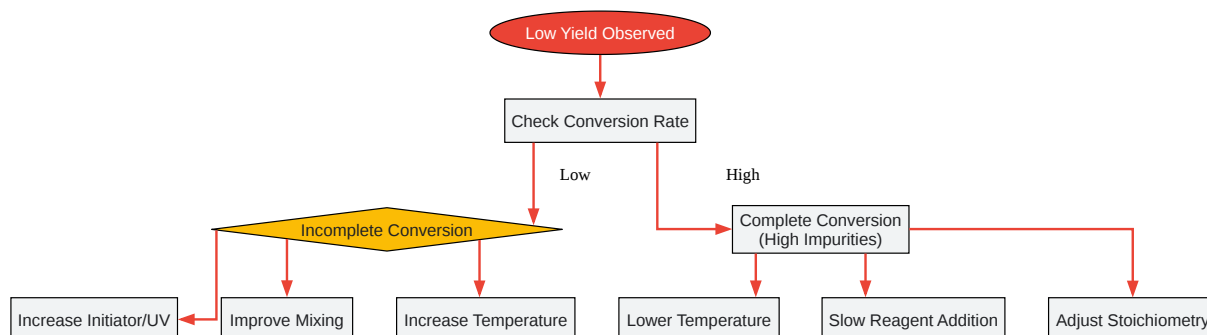 Low Yield Observed
Check Conversion Rate
Low
High
Incomplete Conversion
Complete Conversion
(High Impurities)
Increase Initiator/UV
Improve Mixing
Increase Temperature
Lower Temperature
Slow Reagent Addition
Adjust Stoichiometry